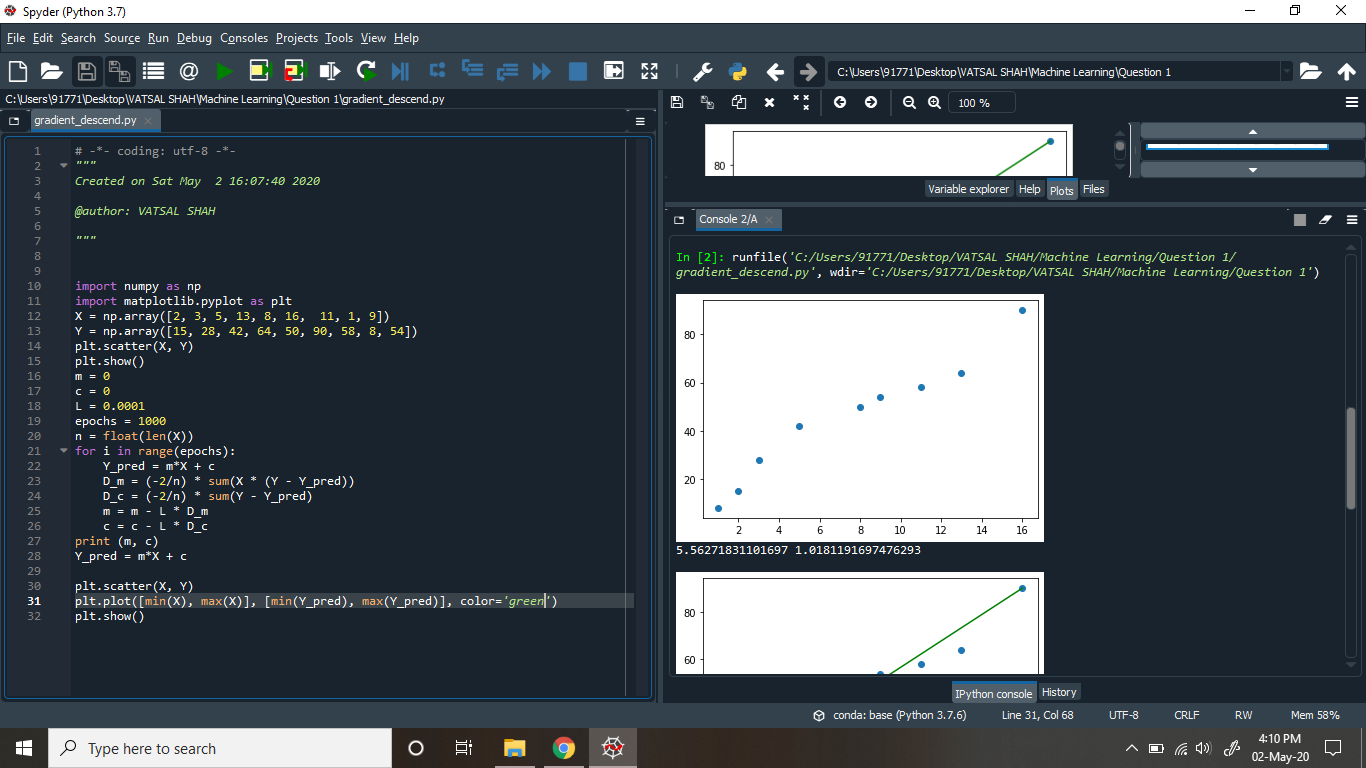 Spyder (Python 3.7)
File Edit Search Source Run Debug Consoles Projects Tools View Help
C:\Users\91771\Desktop\VATSAL SHAH\Machine Learning\Question 1
C:\Users\91771\Desktop\VATSAL SHAH\Machine Learning\Question 1\gradient_descend.py
gradient_descend.py
1 # -*- coding: utf-8 -*-
2 """
3 Created on Sat May  2 16:07:40 2020
4
5 @author: VATSAL SHAH
6
7 """
8
9
10 import numpy as np
11 import matplotlib.pyplot as plt
12 X = np.array([2, 3, 5, 13, 8, 16,  11, 1, 9])
13 Y = np.array([15, 28, 42, 64, 50, 90, 58, 8, 54])
14 plt.scatter(X, Y)
15 plt.show()
16 m = 0
17 c = 0
18 L = 0.0001
19 epochs = 1000
20 n = float(len(X))
21 for i in range(epochs):
22     Y_pred = m*X + c
23     D_m = (-2/n) * sum(X * (Y - Y_pred))
24     D_c = (-2/n) * sum(Y - Y_pred)
25     m = m - L * D_m
26     c = c - L * D_c
27 print (m, c)
28 Y_pred = m*X + c
29
30 plt.scatter(X, Y)
31 plt.plot([min(X), max(X)], [min(Y_pred), max(Y_pred)], color='green')
32 plt.show()
100 %
80
Variable explorer Help Plots Files
Console 2/A
In [2]: runfile('C:/Users/91771/Desktop/VATSAL SHAH/Machine Learning/Question 1/
gradient_descend.py', wdir='C:/Users/91771/Desktop/VATSAL SHAH/Machine Learning/Question 1')
80
60
40
20
2 4 6 8 10 12 14 16
5.56271831101697 1.0181191697476293
80
60
IPython console History
conda: base (Python 3.7.6) Line 31, Col 68 UTF-8 CRLF RW Mem 58%
Type here to search
4:10 PM
02-May-20